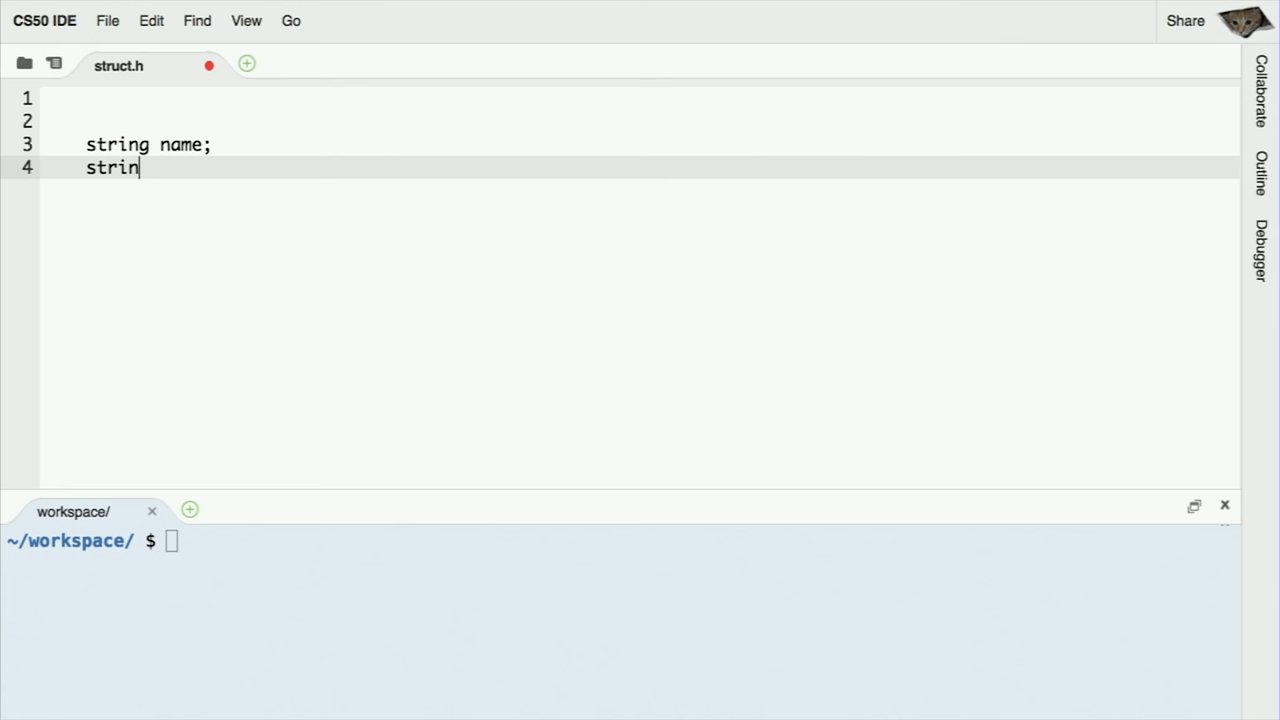 CS50 IDE File Edit Find View Go Share
struct.h
1
2
3 string name;
4 strin
Collaborate
Outline
Debugger
workspace/
~/workspace/ $